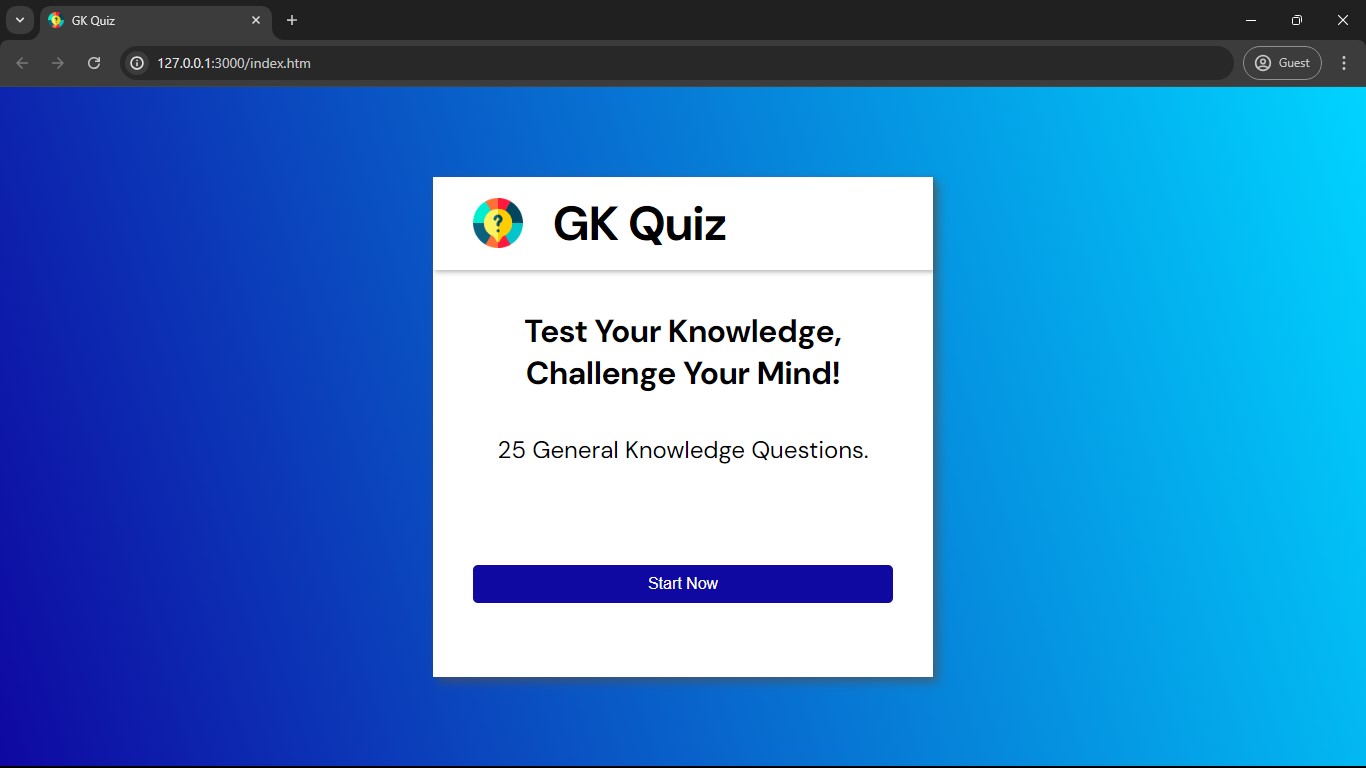 GK Quiz
127.0.0.1:3000/index.htm
Guest
GK Quiz
Test Your Knowledge,
Challenge Your Mind!
25 General Knowledge Questions.
Start Now